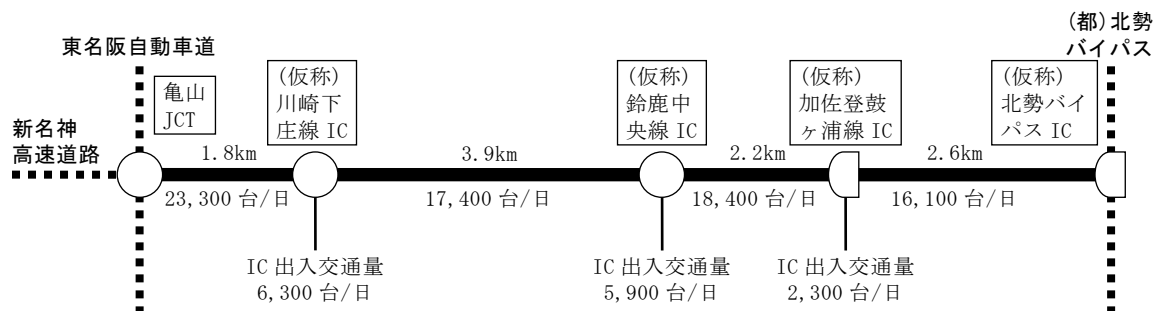 (都)北勢
バイパス
東名阪自動車道
亀山
JCT
(仮称)
川崎下
庄線 IC
(仮称)
鈴鹿中
央線 IC
(仮称)
加佐登鼓
ヶ浦線 IC
(仮称)
北勢バイ
パス IC
新名神
高速道路
1.8km
3.9km
2.2km
2.6km
23,300 台/日
17,400 台/日
18,400 台/日
16,100 台/日
IC 出入交通量
6,300 台/日
IC 出入交通量
5,900 台/日
IC 出入交通量
2,300 台/日